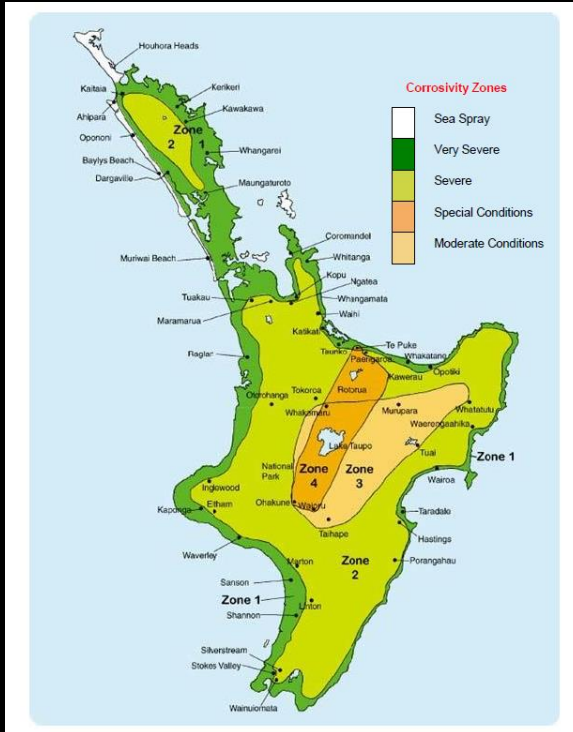 Houhora Heads
Kaitaia
Kerikeri
Ahipara
Kawakawa
Corrosivity Zones
Sea Spray
Very Severe
Severe
Special Conditions
Moderate Conditions
Zone
2
1
Opononi
Whangarei
Baylys Beach
Dargaville
Maungaturoto
Muriwai Beach
Coromandel
Whitanga
Kopu
Ngatea
Tuakau
Whangamata
Maramarua
Waihi
Katikati
Te Puke
Paengaroa
Whakatane
Raglan
Kawerau
Opotiki
Rotorua
Otorohanga
Tokoroa
Whakamaru
Murupara
Whatatutu
Waerengaahika
Lake Taupo
Tuai
Zone 1
National
Park
Zone
4
Zone
3
Wairoa
Inglewood
Ohakune
Waioru
Kaponga
Eltham
Taradale
Taihape
Hastings
Waverley
Zone
2
Porangahau
Marton
Sanson
Zone 1
Linton
Shannon
Silverstream
Stokes Valley
Wainuiomata